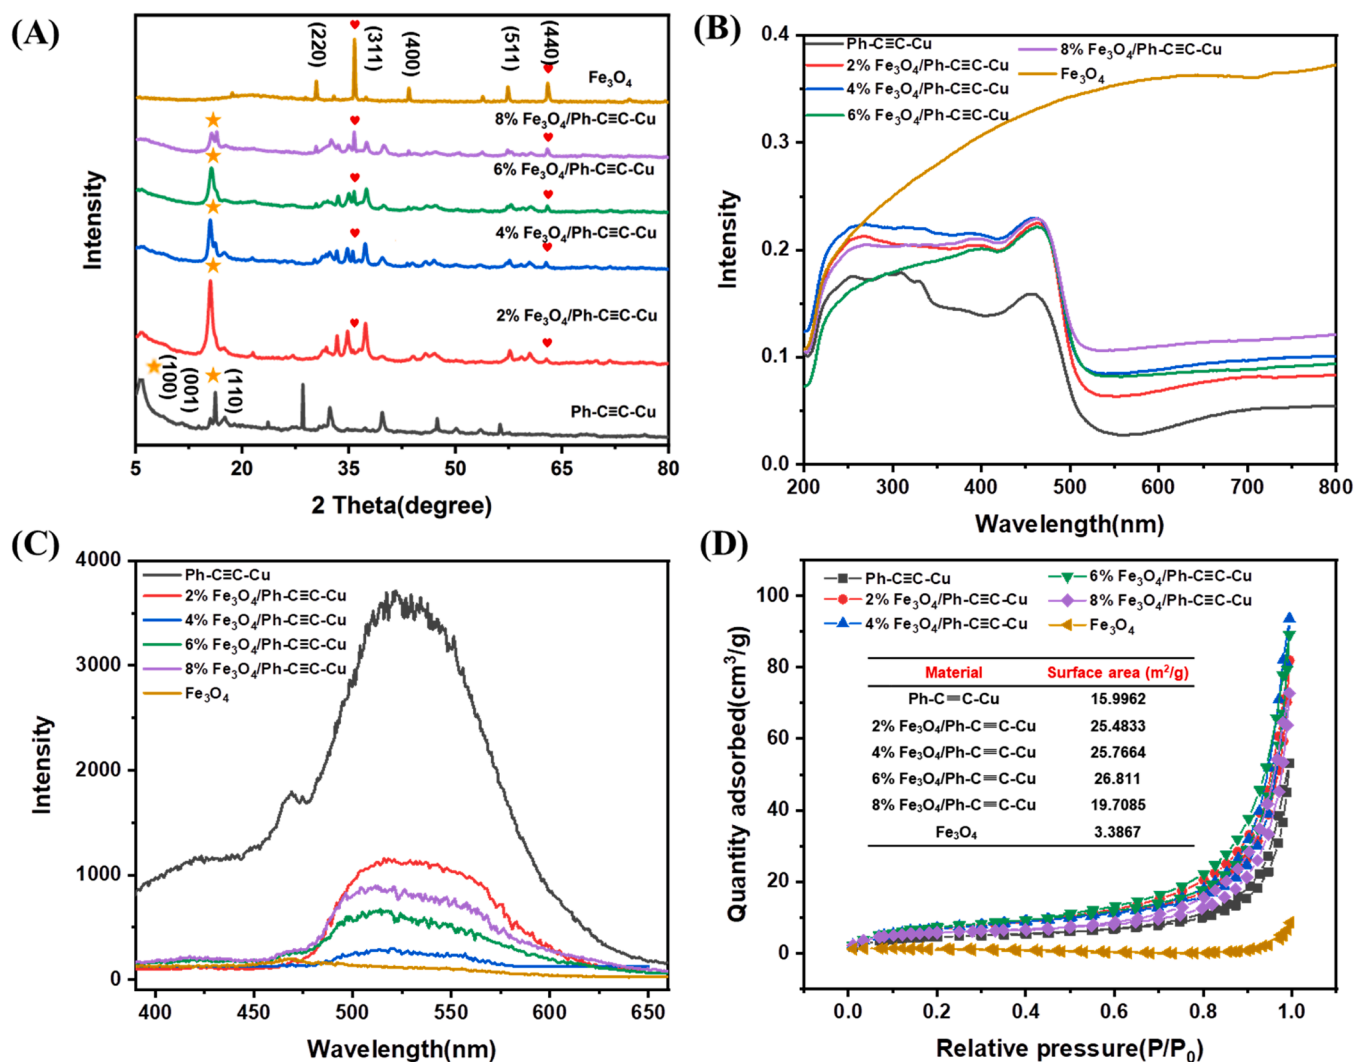 (A)
(220)
(311)
(400)
(511)
(440)
Fe₃O₄
8% Fe₃O₄/Ph-C≡C-Cu
6% Fe₃O₄/Ph-C≡C-Cu
4% Fe₃O₄/Ph-C≡C-Cu
2% Fe₃O₄/Ph-C≡C-Cu
(100)
(001)
(110)
Ph-C≡C-Cu
Intensity
5 20 35 50 65 80
2 Theta(degree)
(B)
Ph-C≡C-Cu
2% Fe₃O₄/Ph-C≡C-Cu
4% Fe₃O₄/Ph-C≡C-Cu
6% Fe₃O₄/Ph-C≡C-Cu
8% Fe₃O₄/Ph-C≡C-Cu
Fe₃O₄
Intensity
0.4
0.3
0.2
0.1
0.0
200 300 400 500 600 700 800
Wavelength(nm)
(C)
Ph-C≡C-Cu
2% Fe₃O₄/Ph-C≡C-Cu
4% Fe₃O₄/Ph-C≡C-Cu
6% Fe₃O₄/Ph-C≡C-Cu
8% Fe₃O₄/Ph-C≡C-Cu
Fe₃O₄
Intensity
4000
3000
2000
1000
0
400 450 500 550 600 650
Wavelength(nm)
(D)
Ph-C≡C-Cu
2% Fe₃O₄/Ph-C≡C-Cu
4% Fe₃O₄/Ph-C≡C-Cu
6% Fe₃O₄/Ph-C≡C-Cu
8% Fe₃O₄/Ph-C≡C-Cu
Fe₃O₄
Material Surface area (m²/g)
Ph-C≡C-Cu 15.9962
2% Fe₃O₄/Ph-C≡C-Cu 25.4833
4% Fe₃O₄/Ph-C≡C-Cu 25.7664
6% Fe₃O₄/Ph-C≡C-Cu 26.811
8% Fe₃O₄/Ph-C≡C-Cu 19.7085
Fe₃O₄ 3.3867
Quantity adsorbed(cm³/g)
100
80
60
40
20
0
0.0 0.2 0.4 0.6 0.8 1.0
Relative pressure(P/P₀)